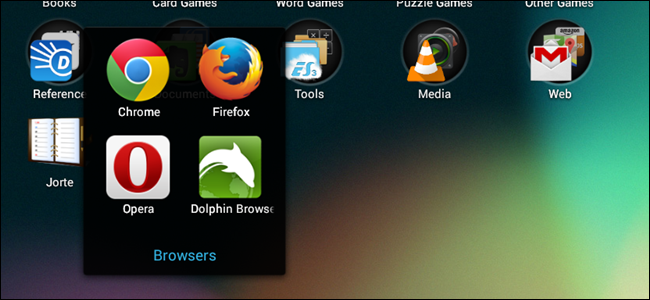 Books
Card Games
Word Games
Puzzle Games
Other Games
Reference
Tools
Media
Web
Jorte
Chrome
Firefox
Opera
Dolphin Browse
Browsers